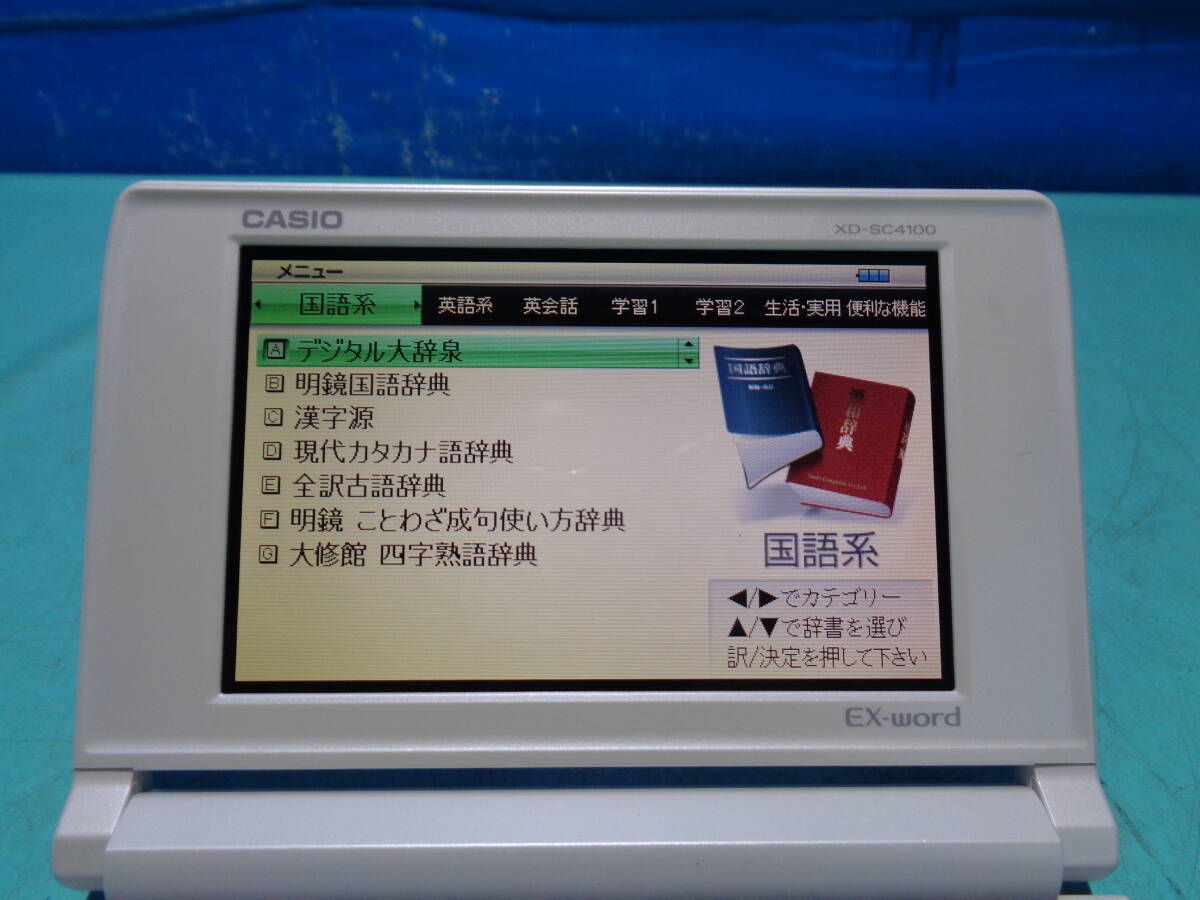 CASIO
XD-SC4100
メニュー
国語系 英語系 英会話 学習1 学習2 生活・実用 便利な機能
A デジタル大辞泉
B 明鏡国語辞典
C 漢字源
D 現代カタカナ語辞典
E 全訳古語辞典
F 明鏡 ことわざ成句使い方辞典
G 大修館 四字熟語辞典
国語辞典
和辞典
国語系
◀/▶でカテゴリー
▲/▼で辞書を選び
訳/決定を押して下さい
EX-word